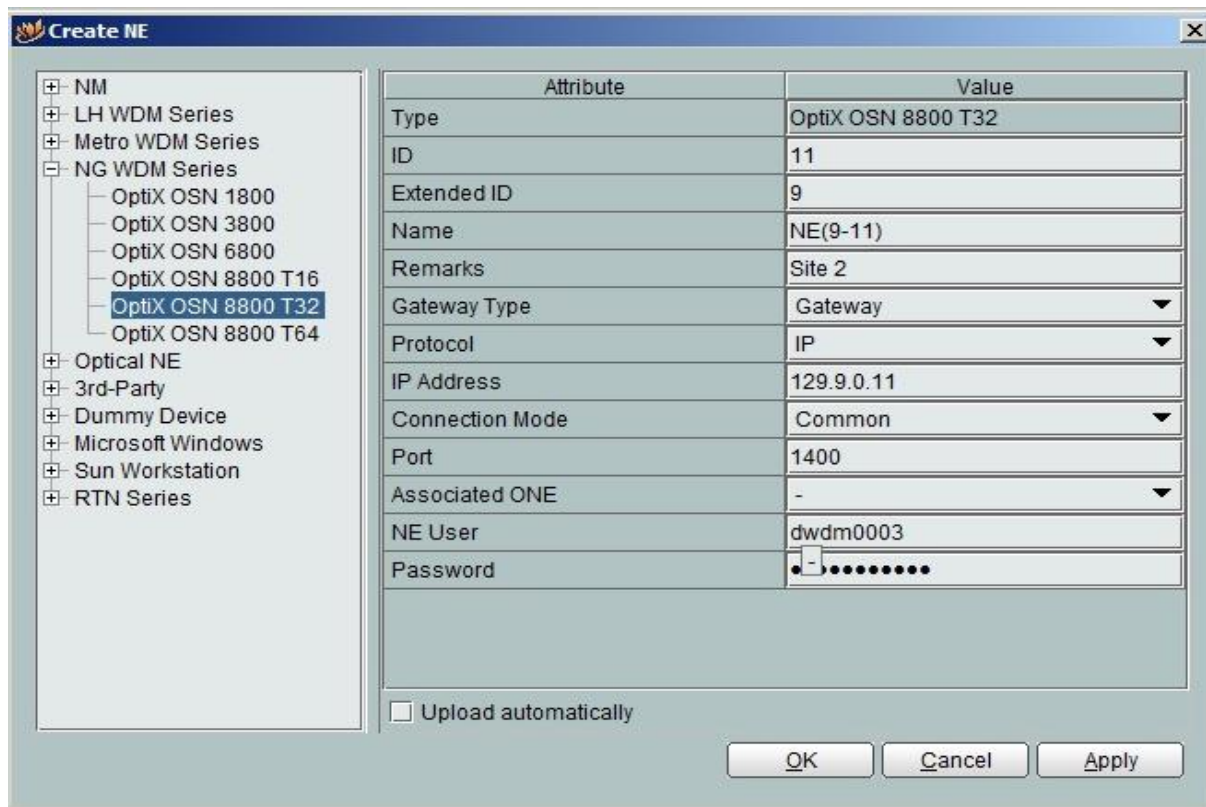 Create NE
NM
LH WDM Series
Metro WDM Series
NG WDM Series
OptiX OSN 1800
OptiX OSN 3800
OptiX OSN 6800
OptiX OSN 8800 T16
OptiX OSN 8800 T32
OptiX OSN 8800 T64
Optical NE
3rd-Party
Dummy Device
Microsoft Windows
Sun Workstation
RTN Series
Attribute Value
Type OptiX OSN 8800 T32
ID 11
Extended ID 9
Name NE(9-11)
Remarks Site 2
Gateway Type Gateway
Protocol IP
IP Address 129.9.0.11
Connection Mode Common
Port 1400
Associated ONE -
NE User dwdm0003
Password
Upload automatically
OK Cancel Apply